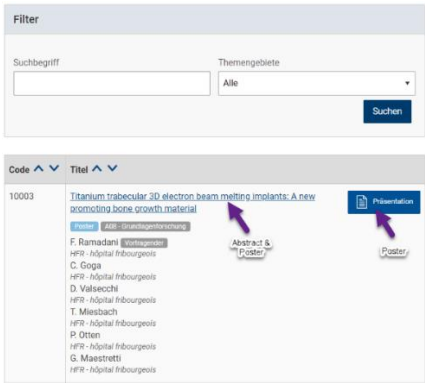 Filter
Suchbegriff
Themengebiete
Alle
Suchen
Code
Titel
10003
Titanium trabecular 3D electron beam melting implants: A new
promoting bone growth material
Präsentation
Poster
A08 - Grundlagenforschung
F. Ramadani Vortragender
HFR - hôpital fribourgeois
C. Goga
HFR - hôpital fribourgeois
D. Valsecchi
HFR - hôpital fribourgeois
T. Miesbach
HFR - hôpital fribourgeois
P. Otten
HFR - hôpital fribourgeois
G. Maestretti
HFR - hôpital fribourgeois
Abstract &
Poster
Poster